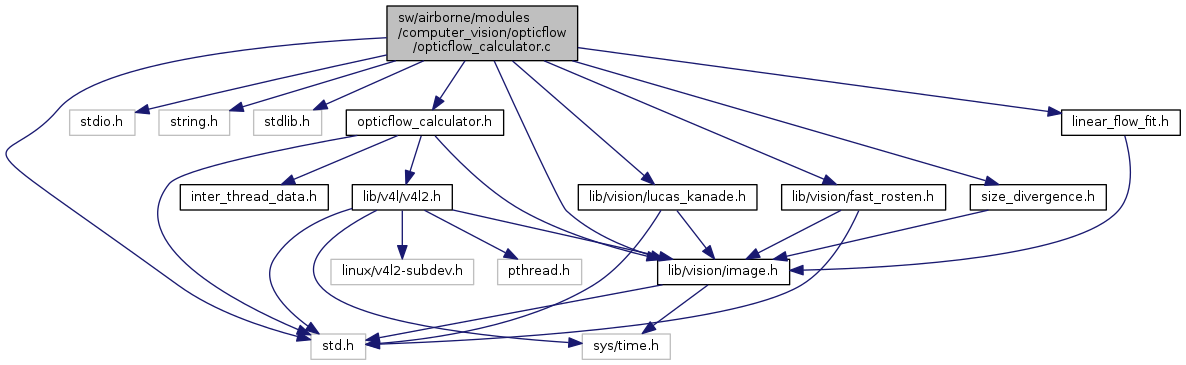 sw/airborne/modules
/computer_vision/opticflow
/opticflow_calculator.c
stdio.h
string.h
stdlib.h
opticflow_calculator.h
linear_flow_fit.h
inter_thread_data.h
lib/v4l/v4l2.h
lib/vision/lucas_kanade.h
lib/vision/fast_rosten.h
size_divergence.h
linux/v4l2-subdev.h
pthread.h
lib/vision/image.h
std.h
sys/time.h